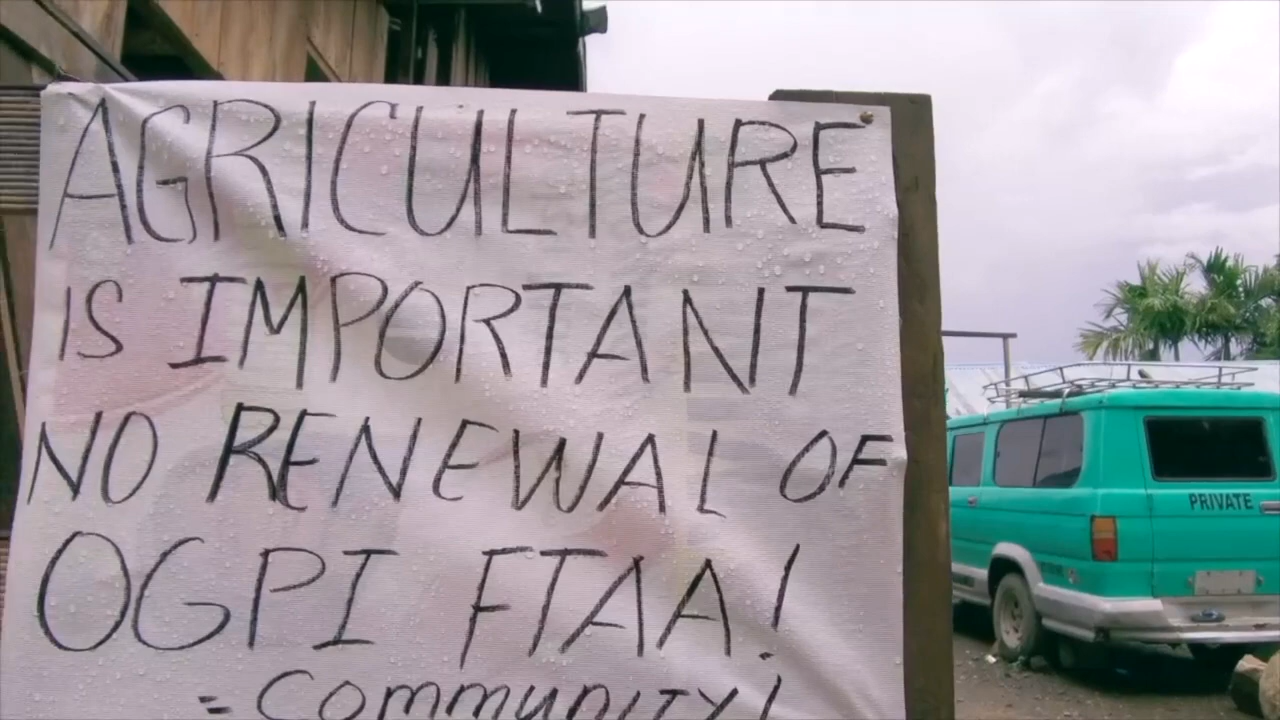 AGRICULTURE
IS IMPORTANT
NO RENEWAL OF
OGPI FTAA!
= COMMUNITY!
PRIVATE